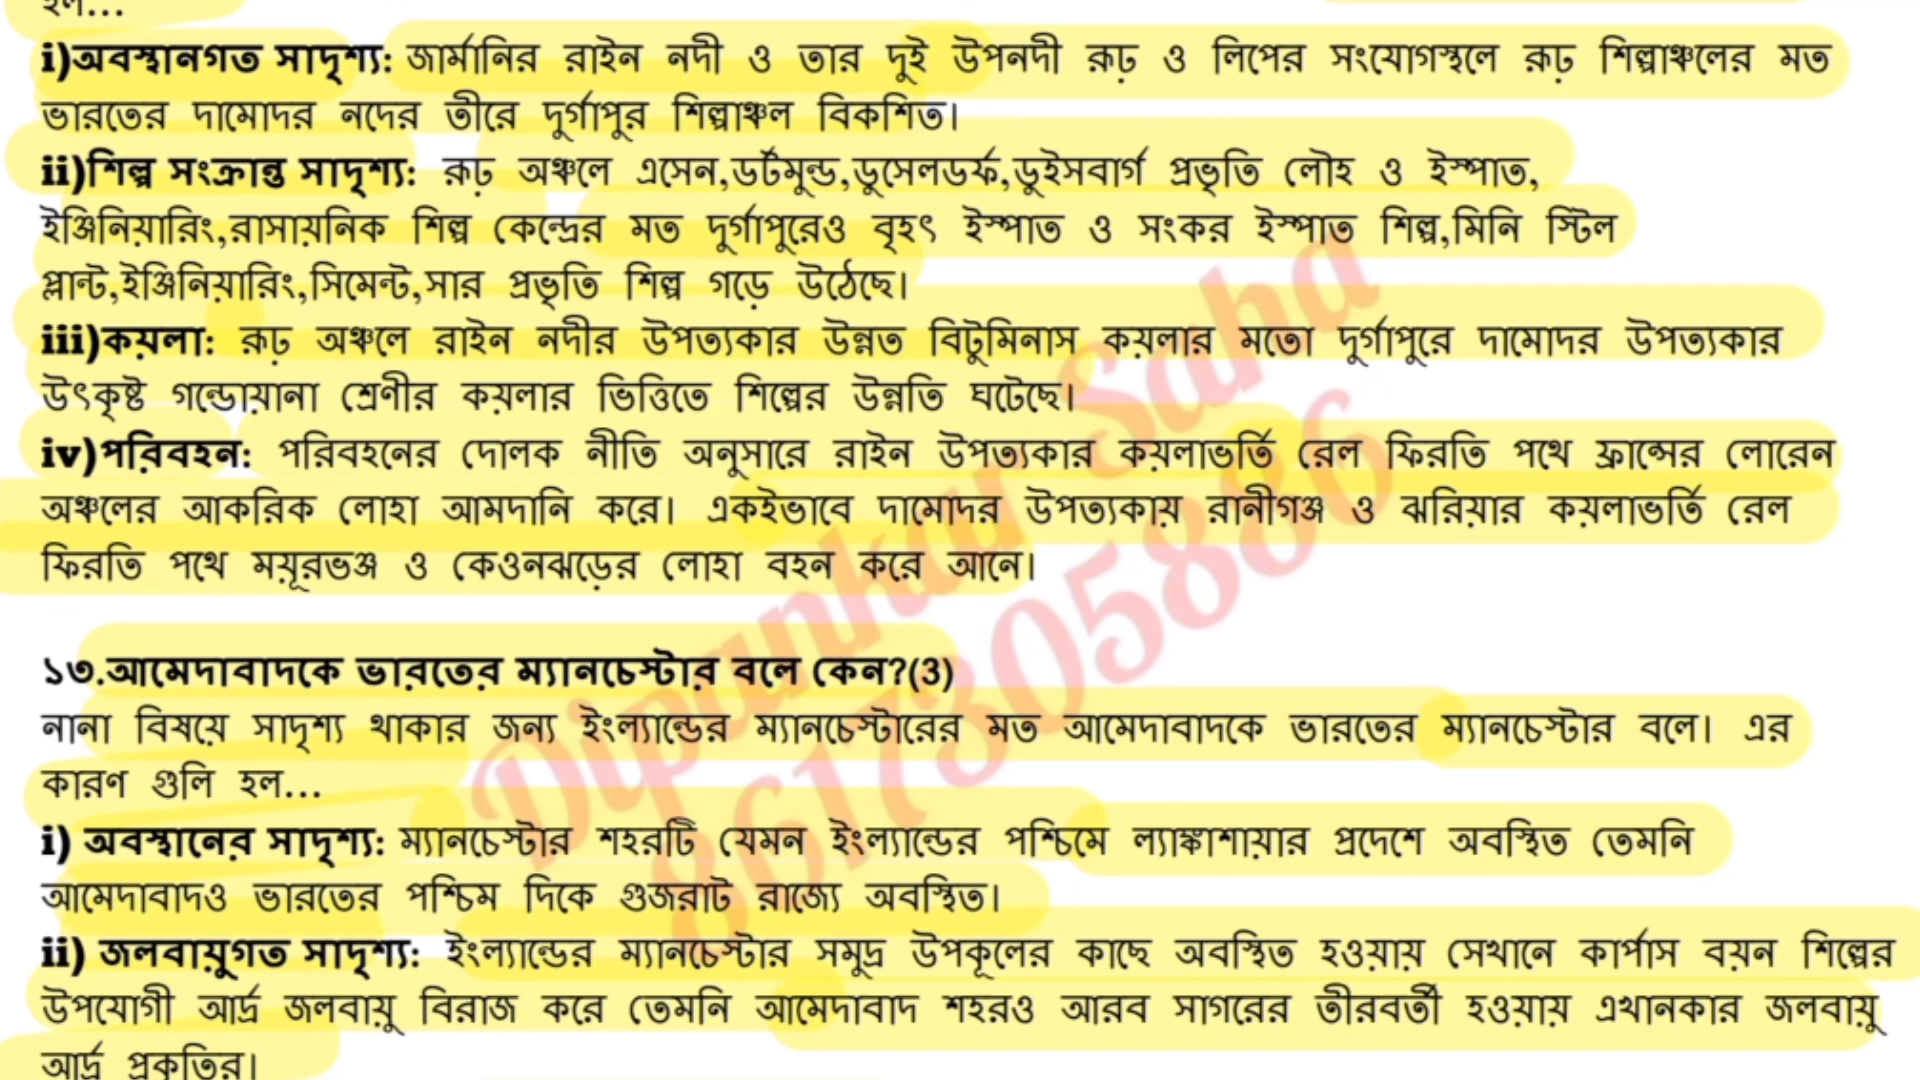 হল...
i)অবস্থানগত সাদৃশ্য: জার্মানির রাইন নদী ও তার দুই উপনদী রূঢ় ও লিপের সংযোগস্থলে রূঢ় শিল্পাঞ্চলের মত
ভারতের দামোদর নদের তীরে দুর্গাপুর শিল্পাঞ্চল বিকশিত।
ii)শিল্প সংক্রান্ত সাদৃশ্য: রূঢ় অঞ্চলে এসেন,ডর্টমুন্ড,ডুসেলডর্ফ,ডুইসবার্গ প্রভৃতি লৌহ ও ইস্পাত,
ইঞ্জিনিয়ারিং,রাসায়নিক শিল্প কেন্দ্রের মত দুর্গাপুরেও বৃহৎ ইস্পাত ও সংকর ইস্পাত শিল্প,মিনি স্টিল
প্লান্ট,ইঞ্জিনিয়ারিং,সিমেন্ট,সার প্রভৃতি শিল্প গড়ে উঠেছে।
iii)কয়লা: রূঢ় অঞ্চলে রাইন নদীর উপত্যকার উন্নত বিটুমিনাস কয়লার মতো দুর্গাপুরে দামোদর উপত্যকার
উৎকৃষ্ট গন্ডোয়ানা শ্রেণীর কয়লার ভিত্তিতে শিল্পের উন্নতি ঘটেছে।
iv)পরিবহন: পরিবহনের দোলক নীতি অনুসারে রাইন উপত্যকার কয়লাভর্তি রেল ফিরতি পথে ফ্রান্সের লোরেন
অঞ্চলের আকরিক লোহা আমদানি করে। একইভাবে দামোদর উপত্যকায় রানীগঞ্জ ও ঝরিয়ার কয়লাভর্তি রেল
ফিরতি পথে ময়ূরভঞ্জ ও কেওনঝড়ের লোহা বহন করে আনে।
১৩.আমেদাবাদকে ভারতের ম্যানচেস্টার বলে কেন?(3)
নানা বিষয়ে সাদৃশ্য থাকার জন্য ইংল্যান্ডের ম্যানচেস্টারের মত আমেদাবাদকে ভারতের ম্যানচেস্টার বলে। এর
কারণ গুলি হল...
i) অবস্থানের সাদৃশ্য: ম্যানচেস্টার শহরটি যেমন ইংল্যান্ডের পশ্চিমে ল্যাঙ্কাশায়ার প্রদেশে অবস্থিত তেমনি
আমেদাবাদও ভারতের পশ্চিম দিকে গুজরাট রাজ্যে অবস্থিত।
ii) জলবায়ুগত সাদৃশ্য: ইংল্যান্ডের ম্যানচেস্টার সমুদ্র উপকূলের কাছে অবস্থিত হওয়ায় সেখানে কার্পাস বয়ন শিল্পের
উপযোগী আর্দ্র জলবায়ু বিরাজ করে তেমনি আমেদাবাদ শহরও আরব সাগরের তীরবর্তী হওয়ায় এখানকার জলবায়ু
আর্দ্র প্রকৃতির।
Dipankar Saha
8617305886